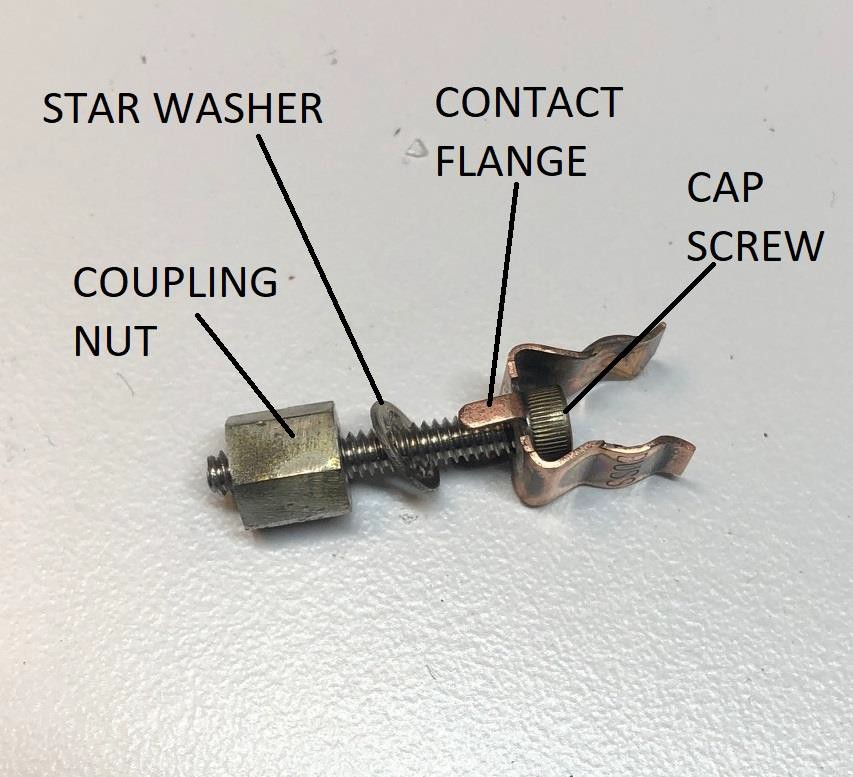 STAR WASHER
CONTACT
FLANGE
CAP
SCREW
COUPLING
NUT